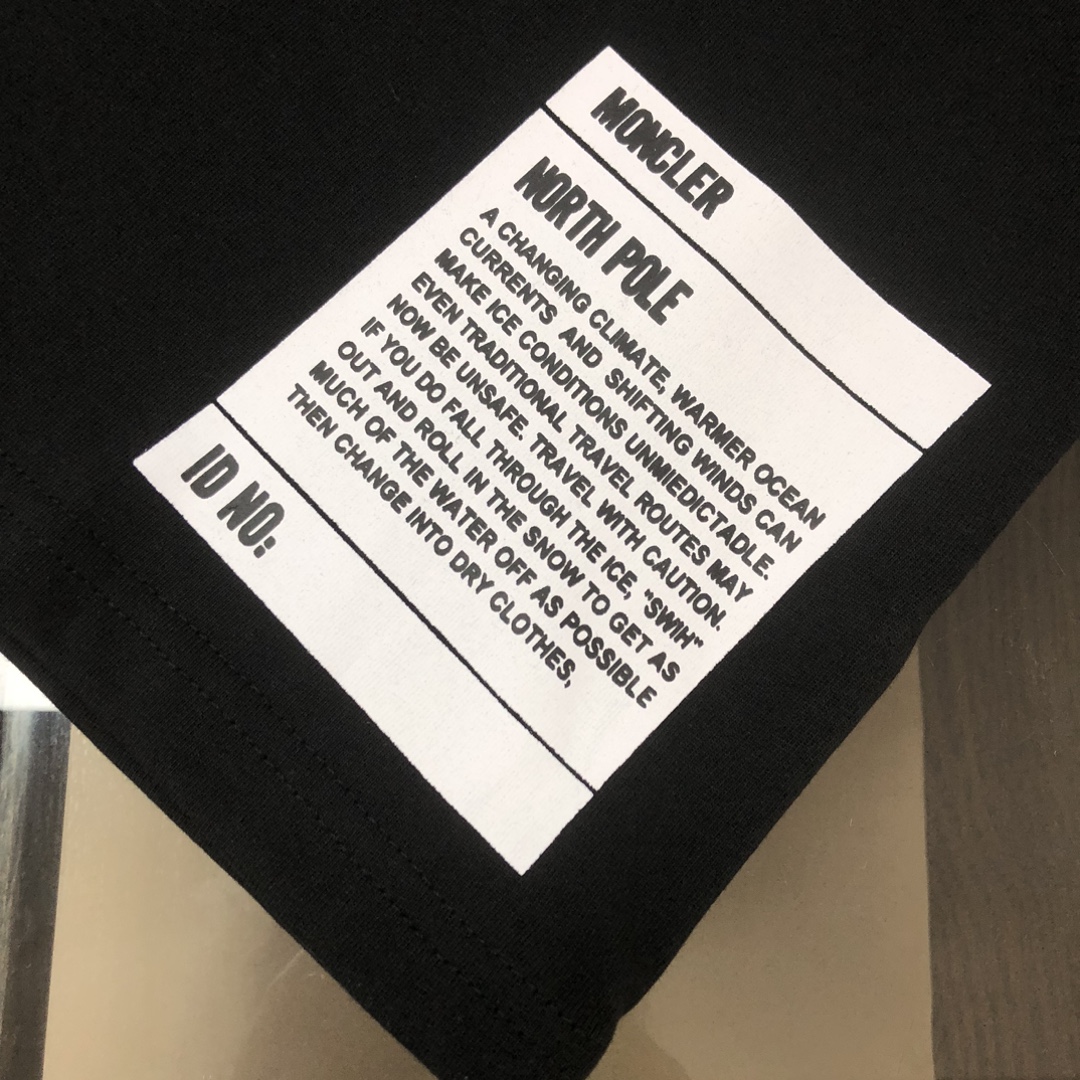 MONCLER
NORTH POLE
A CHANGING CLIMATE, WARMER OCEAN
CURRENTS AND SHIFTING WINDS CAN
MAKE ICE CONDITIONS UNMEDICTADLE.
EVEN TRADITIONAL TRAVEL ROUTES MAY
NOW BE UNSAFE. TRAVEL WITH CAUTION.
IF YOU DO FALL THROUGH THE ICE, "SWIH"
OUT AND ROLL IN THE SNOW TO GET AS
MUCH OF THE WATER OFF AS POSSIBLE
THEN CHANGE INTO DRY CLOTHES,
ID NO: